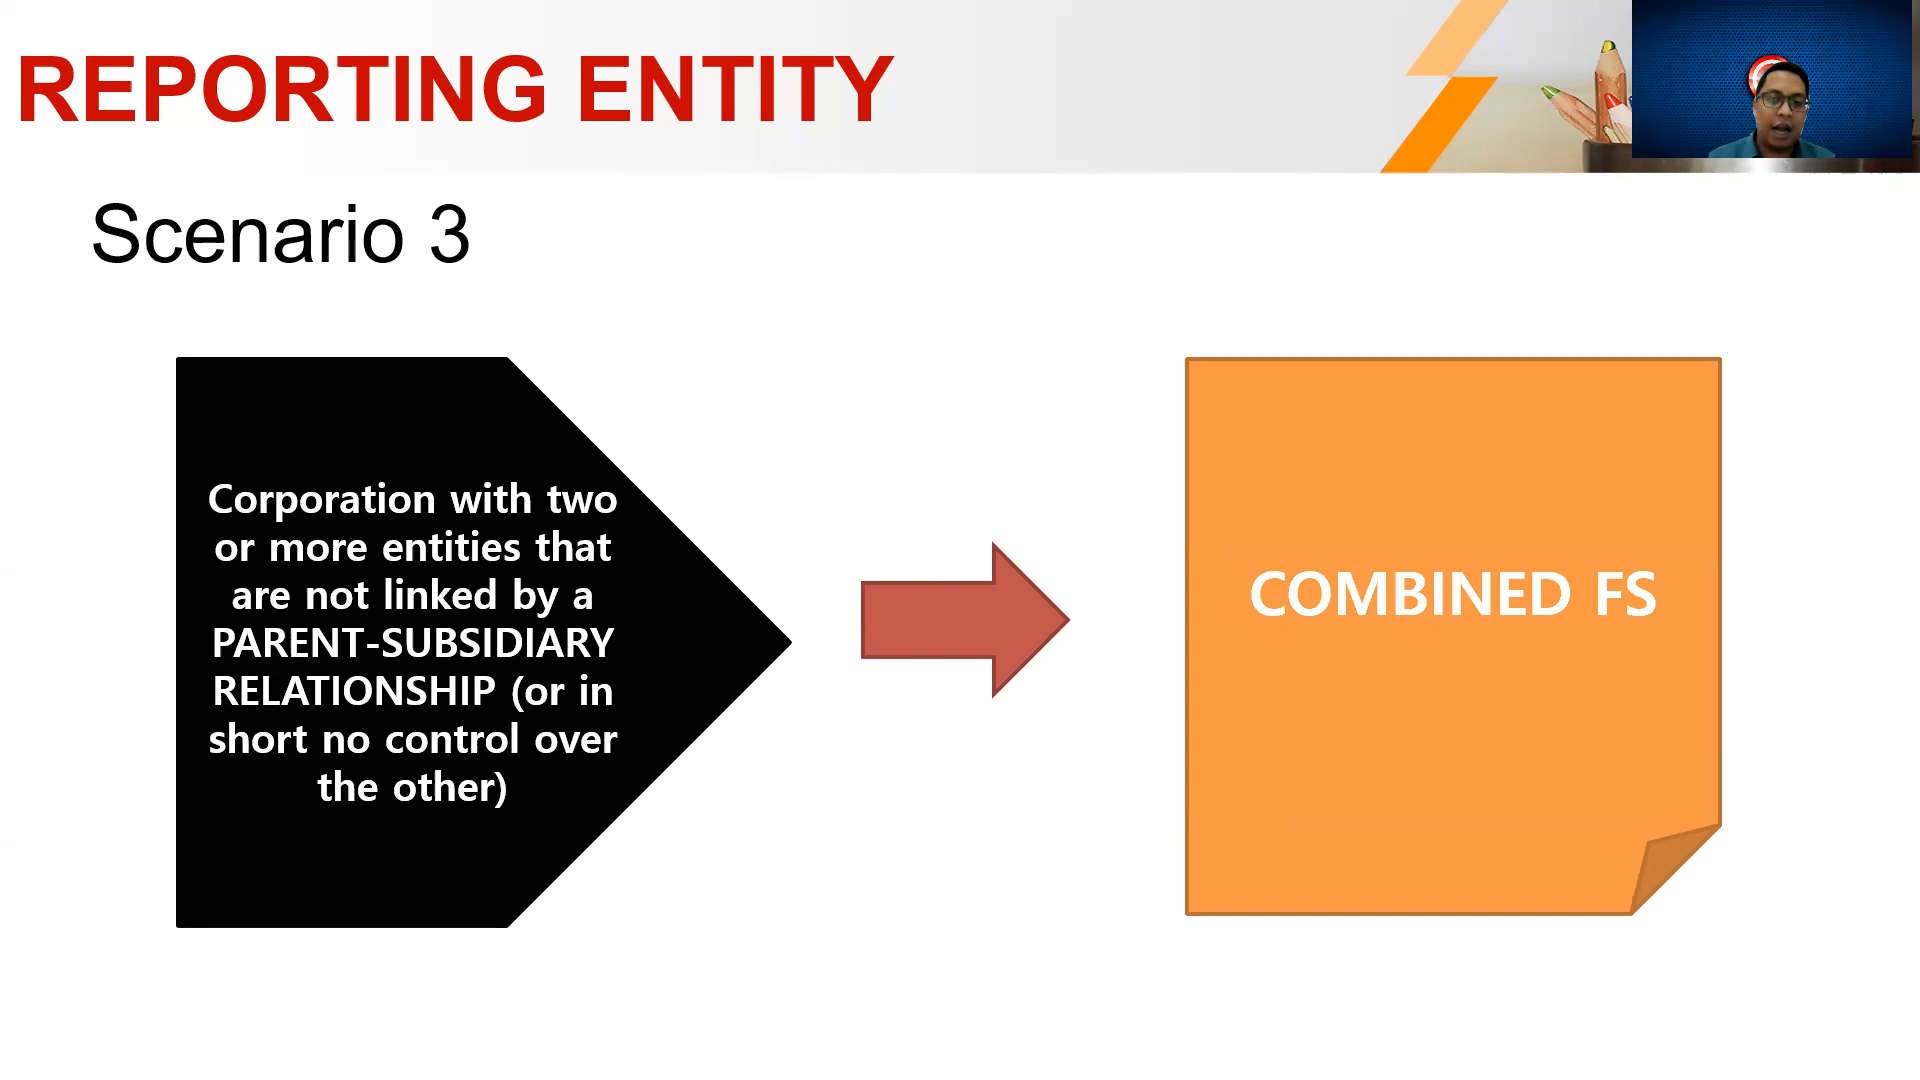 REPORTING ENTITY
Scenario 3
Corporation with two
or more entities that
are not linked by a
PARENT-SUBSIDIARY
RELATIONSHIP (or in
short no control over
the other)
COMBINED FS